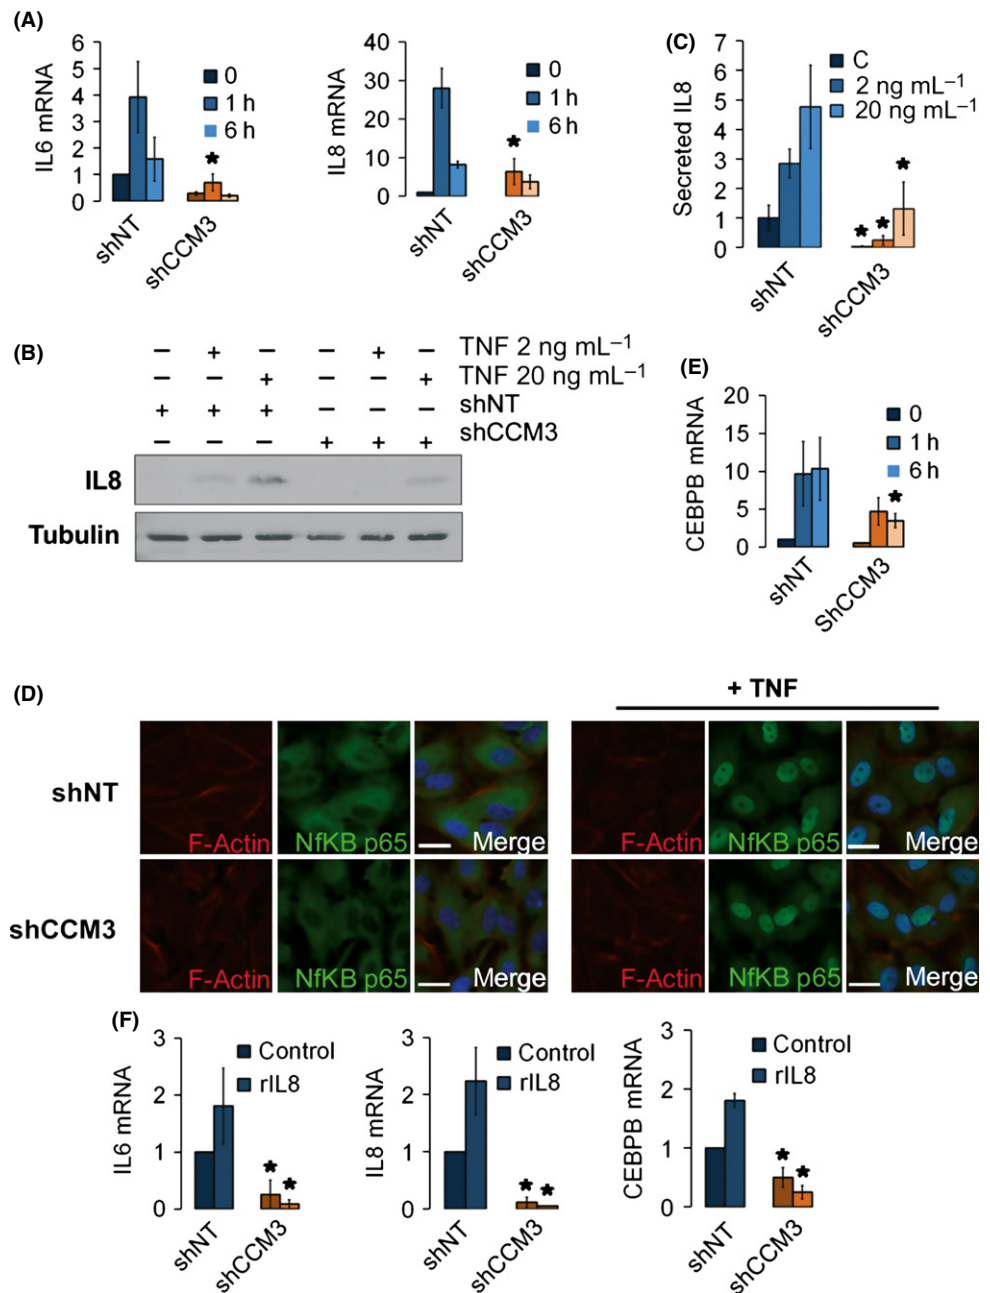 (A)
IL6 mRNA
6
5
4
3
2
1
0
0
1 h
6 h
*
shNT
shCCM3
IL8 mRNA
40
30
20
10
0
0
1 h
6 h
*
shNT
shCCM3
(C)
Secreted IL8
7
6
5
4
3
2
1
0
C
2 ng mL⁻¹
20 ng mL⁻¹
* * *
shNT
shCCM3
(B)
– + – – + – TNF 2 ng mL⁻¹
– – + – – + TNF 20 ng mL⁻¹
+ + + – – – shNT
– – – + + + shCCM3
IL8
Tubulin
(E)
CEBPB mRNA
20
15
10
5
0
0
1 h
6 h
*
shNT
ShCCM3
(D)
+ TNF
shNT
F-Actin NfKB p65 Merge F-Actin NfKB p65 Merge
shCCM3
F-Actin NfKB p65 Merge F-Actin NfKB p65 Merge
(F)
IL6 mRNA
3
2
1
0
Control
rIL8
* *
shNT
shCCM3
IL8 mRNA
3
2
1
0
Control
rIL8
* *
shNT
shCCM3
CEBPB mRNA
3
2
1
0
Control
rIL8
* *
shNT
shCCM3